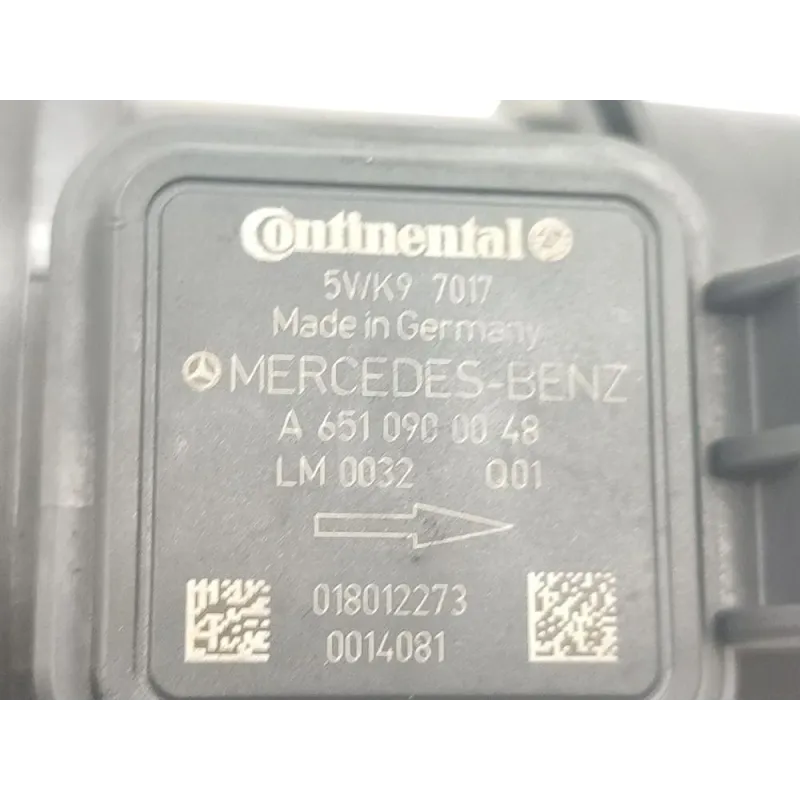 Continental
5WK9 7017
Made in Germany
MERCEDES-BENZ
A 651 090 00 48
LM 0032 Q01
018012273
0014081